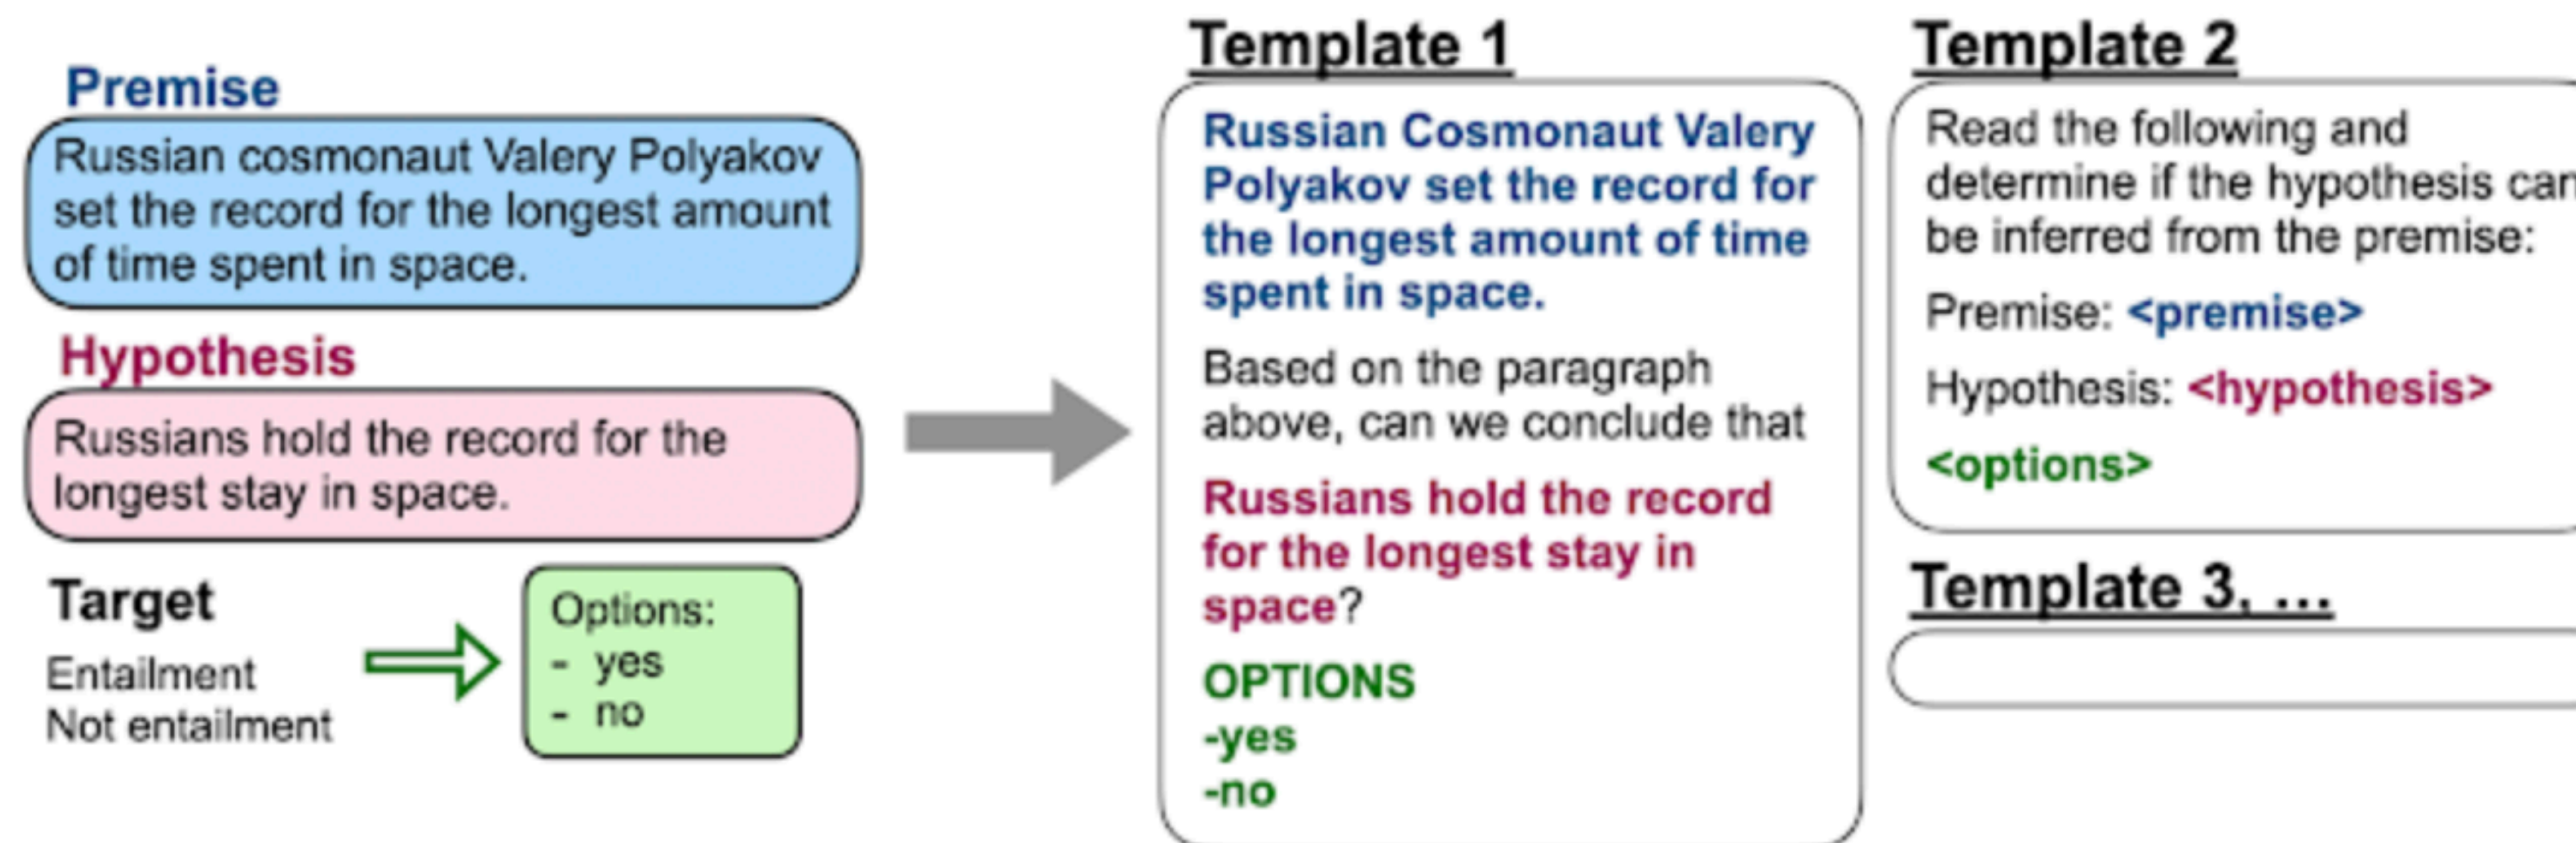 Premise
Russian cosmonaut Valery Polyakov
set the record for the longest amount
of time spent in space.
Hypothesis
Russians hold the record for the
longest stay in space.
Target
Entailment
Not entailment
Options:
- yes
- no
Template 1
Russian Cosmonaut Valery
Polyakov set the record for
the longest amount of time
spent in space.
Based on the paragraph
above, can we conclude that
Russians hold the record
for the longest stay in
space?
OPTIONS
-yes
-no
Template 2
Read the following and
determine if the hypothesis can
be inferred from the premise:
Premise: <premise>
Hypothesis: <hypothesis>
<options>
Template 3, ...